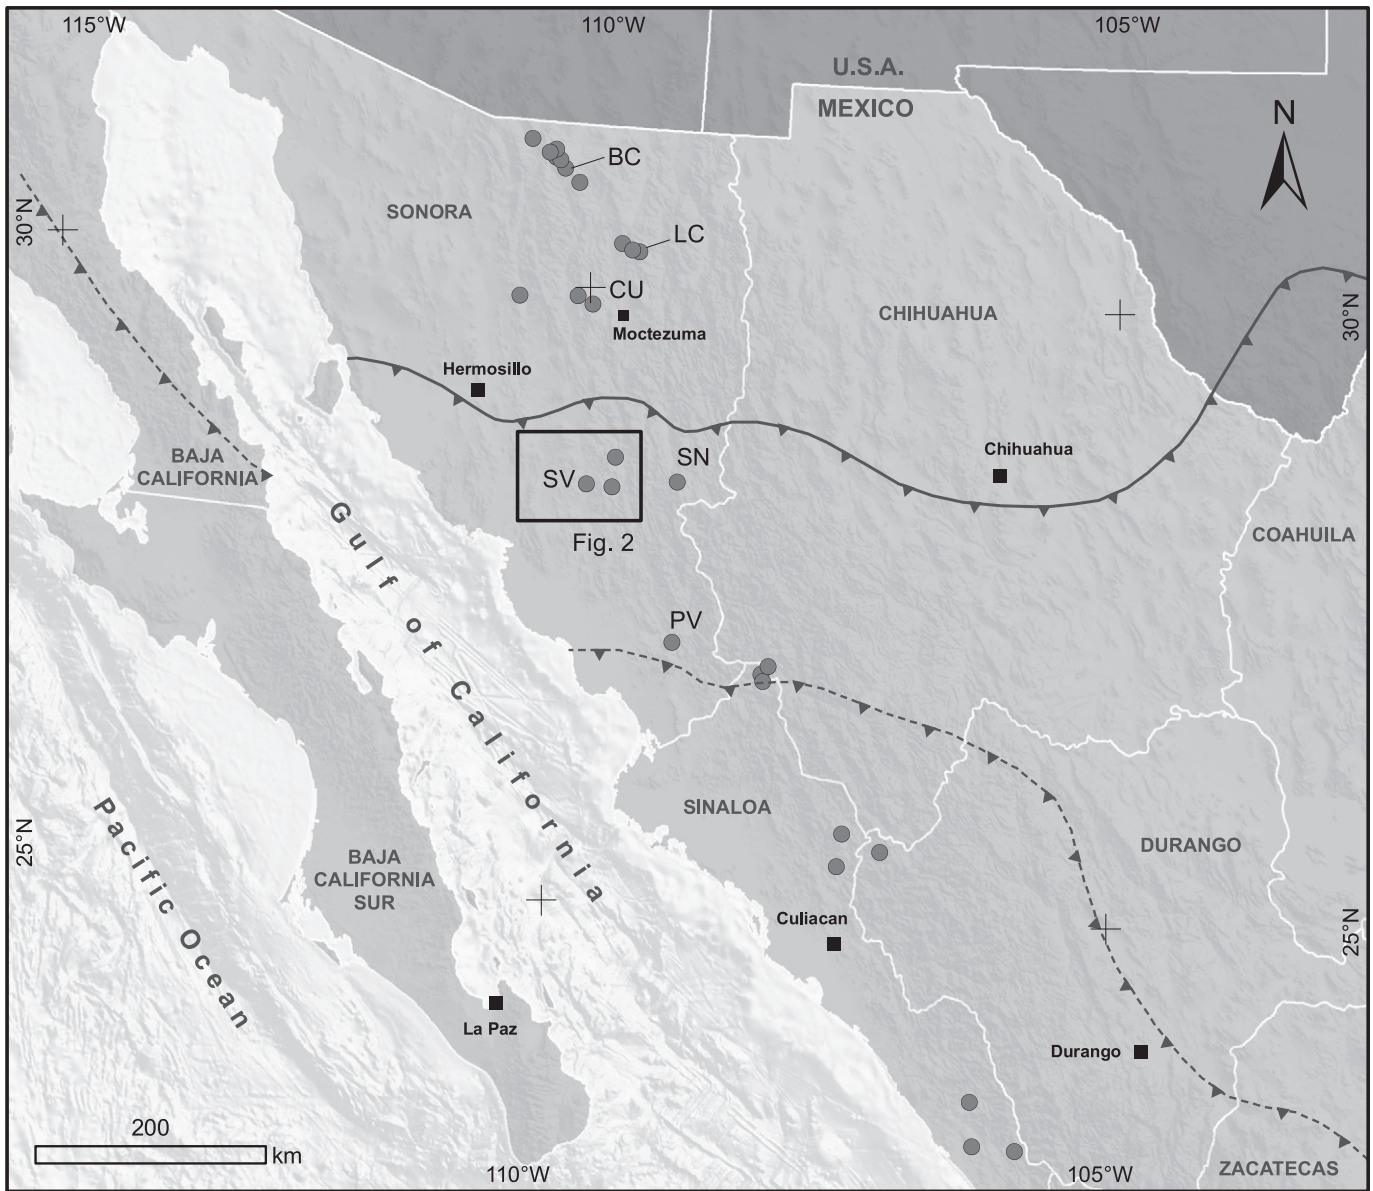 115°W
110°W
105°W
U.S.A.
MEXICO
N
BC
SONORA
30°N
LC
CU
Moctezuma
CHIHUAHUA
30°N
Hermosillo
BAJA
CALIFORNIA
SV
SN
Chihuahua
Fig. 2
COAHUILA
Gulf of California
PV
SINALOA
Pacific Ocean
25°N
BAJA
CALIFORNIA
SUR
DURANGO
Culiacan
25°N
La Paz
Durango
200
km
110°W
105°W
ZACATECAS